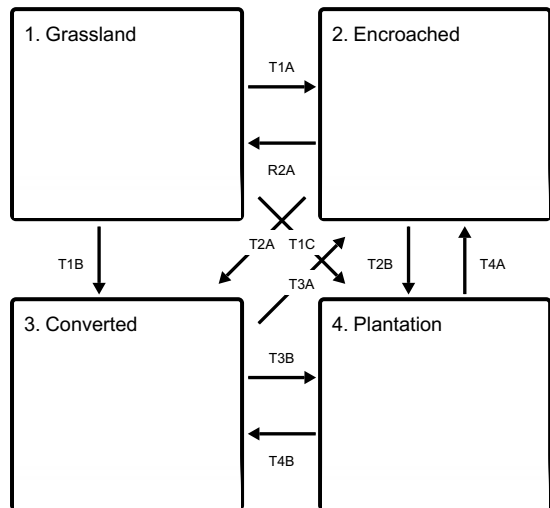 1. Grassland
2. Encroached
T1A
R2A
T2A
T1C
T1B
T3A
T2B
T4A
3. Converted
4. Plantation
T3B
T4B